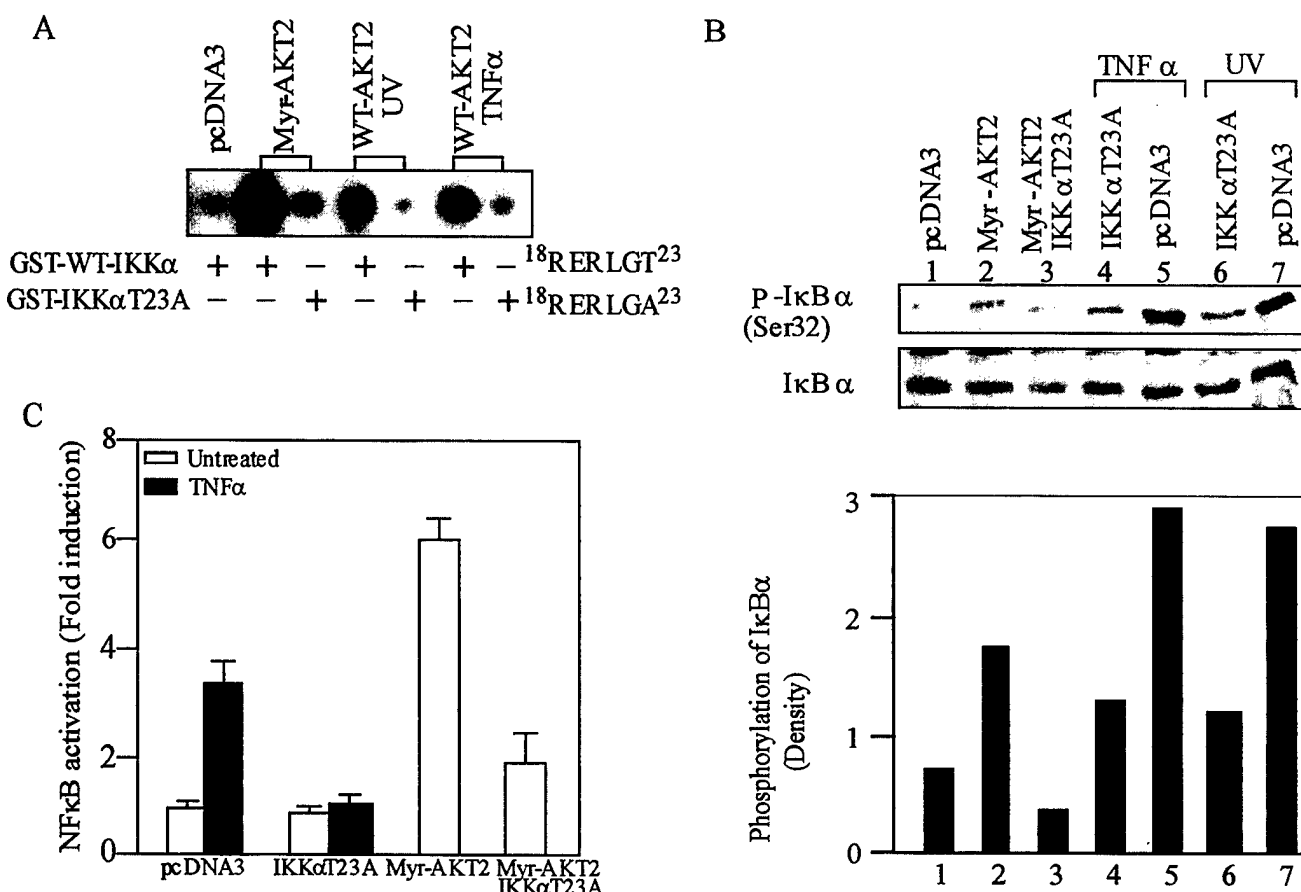 A
pcDNA3
Myr-AKT2
WT-AKT2
UV
WT-AKT2
TNFα
GST-WT-IKKα + + − + − + − ¹⁸RERLGT²³
GST-IKKαT23A − − + − + − + ¹⁸RERLGA²³
B
TNF α
UV
pcDNA3
Myr-AKT2
Myr-AKT2
IKKαT23A
IKKαT23A
pcDNA3
IKKαT23A
pcDNA3
1 2 3 4 5 6 7
P-IκBα
(Ser32)
IκBα
3
2
1
0
Phosphorylation of IκBα
(Density)
1 2 3 4 5 6 7
C
8
6
4
2
0
NFκB activation (Fold induction)
Untreated
TNFα
pcDNA3 IKKαT23A Myr-AKT2 Myr-AKT2
IKKαT23A